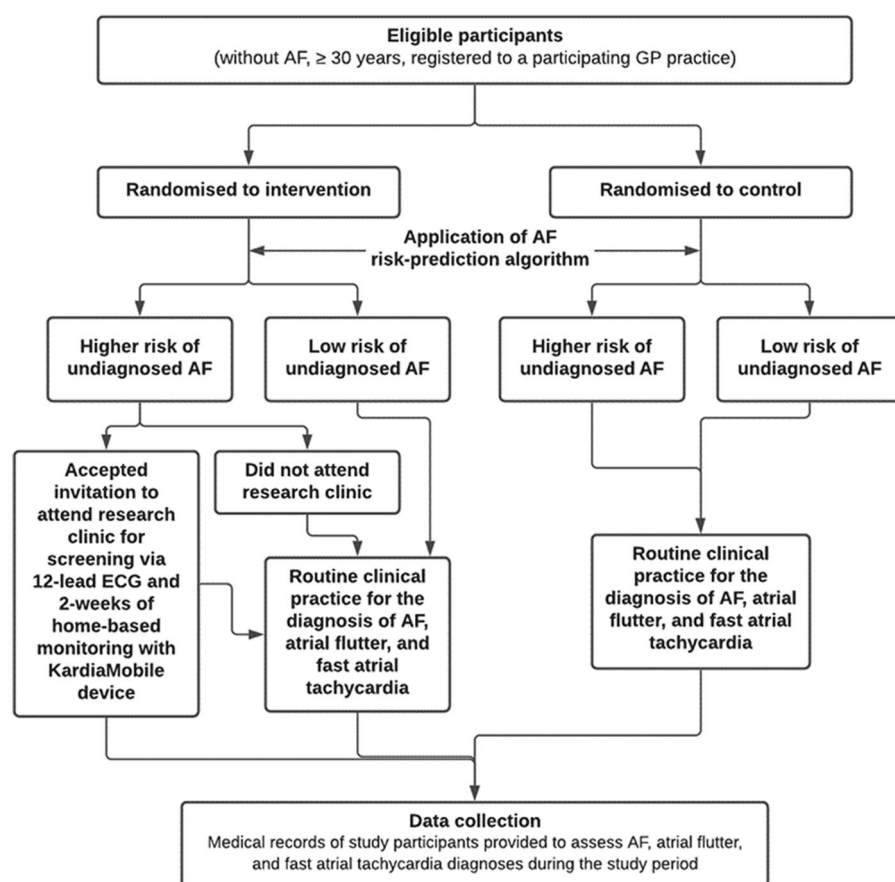 Eligible participants
(without AF, ≥ 30 years, registered to a participating GP practice)
Randomised to intervention
Randomised to control
Application of AF
risk-prediction algorithm
Higher risk of
undiagnosed AF
Low risk of
undiagnosed AF
Higher risk of
undiagnosed AF
Low risk of
undiagnosed AF
Accepted
invitation to
attend research
clinic for
screening via
12-lead ECG and
2-weeks of
home-based
monitoring with
KardiaMobile
device
Did not attend
research clinic
Routine clinical
practice for the
diagnosis of AF,
atrial flutter, and
fast atrial
tachycardia
Routine clinical
practice for the
diagnosis of AF, atrial
flutter, and fast atrial
tachycardia
Data collection
Medical records of study participants provided to assess AF, atrial flutter,
and fast atrial tachycardia diagnoses during the study period